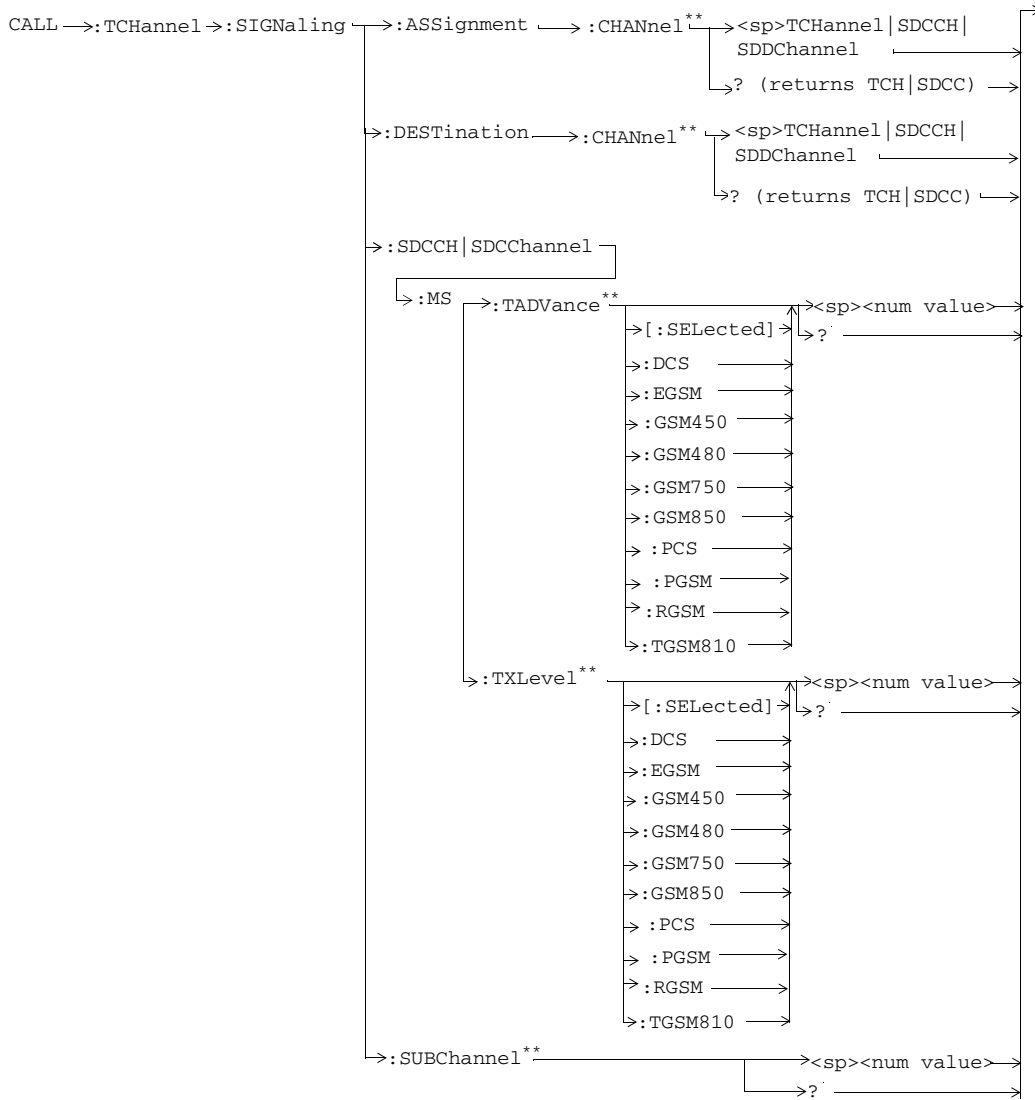 CALL :TCHannel :SIGNaling :ASSignment :CHANnel** <sp>TCHannel|SDCCH|
SDDChannel
? (returns TCH|SDCC)
:DESTination :CHANnel** <sp>TCHannel|SDCCH|
SDDChannel
? (returns TCH|SDCC)
:SDCCH|SDCChannel
:MS :TADVance** <sp><num value>
[:SELected] ?
:DCS
:EGSM
:GSM450
:GSM480
:GSM750
:GSM850
:PCS
:PGSM
:RGSM
:TGSM810
:TXLevel** <sp><num value>
[:SELected] ?
:DCS
:EGSM
:GSM450
:GSM480
:GSM750
:GSM850
:PCS
:PGSM
:RGSM
:TGSM810
:SUBChannel** <sp><num value>
?